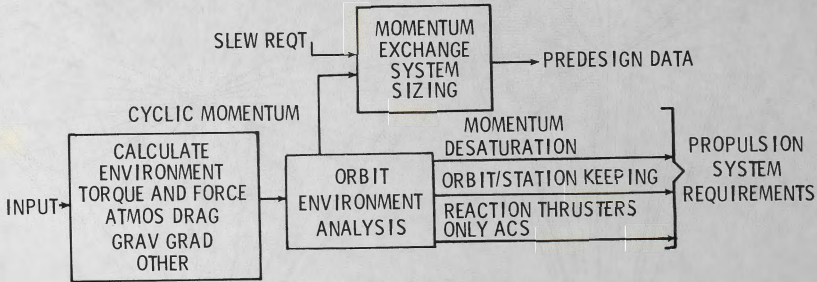 SLEW REQT
MOMENTUM
EXCHANGE
SYSTEM
SIZING
PREDESIGN DATA
CYCLIC MOMENTUM
INPUT
CALCULATE
ENVIRONMENT
TORQUE AND FORCE
ATMOS DRAG
GRAV GRAD
OTHER
ORBIT
ENVIRONMENT
ANALYSIS
MOMENTUM
DESATURATION
ORBIT/STATION KEEPING
REACTION THRUSTERS
ONLY ACS
PROPULSION
SYSTEM
REQUIREMENTS